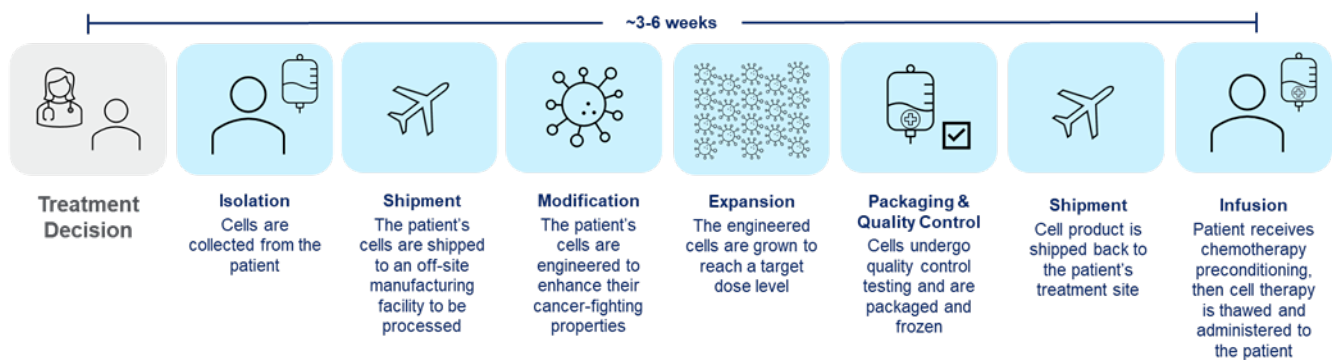 ~3-6 weeks
Treatment
Decision
Isolation
Cells are
collected from the
patient
Shipment
The patient's
cells are shipped
to an off-site
manufacturing
facility to be
processed
Modification
The patient's
cells are
engineered to
enhance their
cancer-fighting
properties
Expansion
The engineered
cells are grown to
reach a target
dose level
Packaging &
Quality Control
Cells undergo
quality control
testing and are
packaged and
frozen
Shipment
Cell product is
shipped back to
the patient's
treatment site
Infusion
Patient receives
chemotherapy
preconditioning,
then cell therapy
is thawed and
administered to
the patient